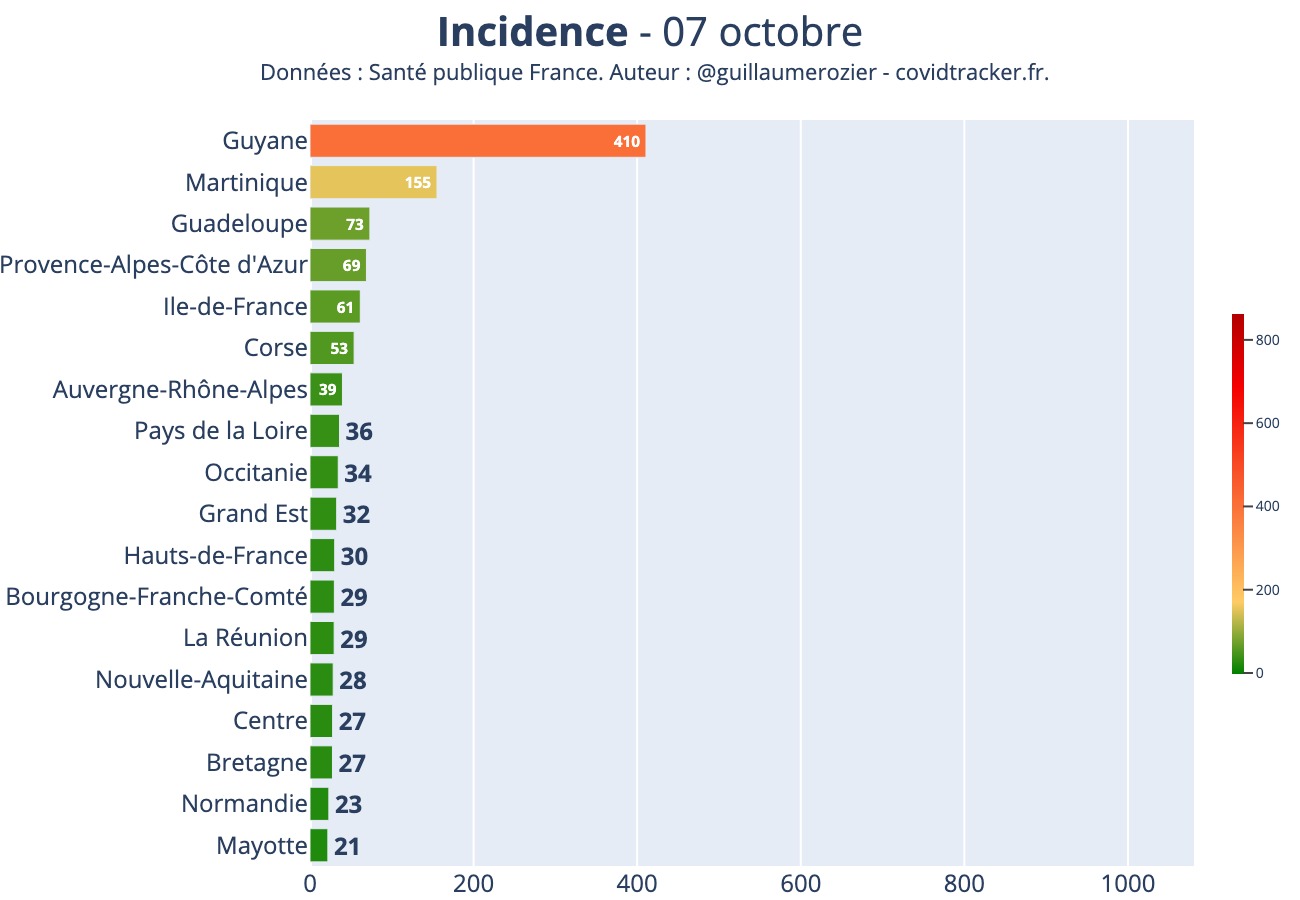 Incidence - 07 octobre
Données : Santé publique France. Auteur : @guillaumerozier - covidtracker.fr.
Guyane 410
Martinique 155
Guadeloupe 73
Provence-Alpes-Côte d'Azur 69
Ile-de-France 61
Corse 53
Auvergne-Rhône-Alpes 39
Pays de la Loire 36
Occitanie 34
Grand Est 32
Hauts-de-France 30
Bourgogne-Franche-Comté 29
La Réunion 29
Nouvelle-Aquitaine 28
Centre 27
Bretagne 27
Normandie 23
Mayotte 21
0 200 400 600 800 1000
800
600
400
200
0